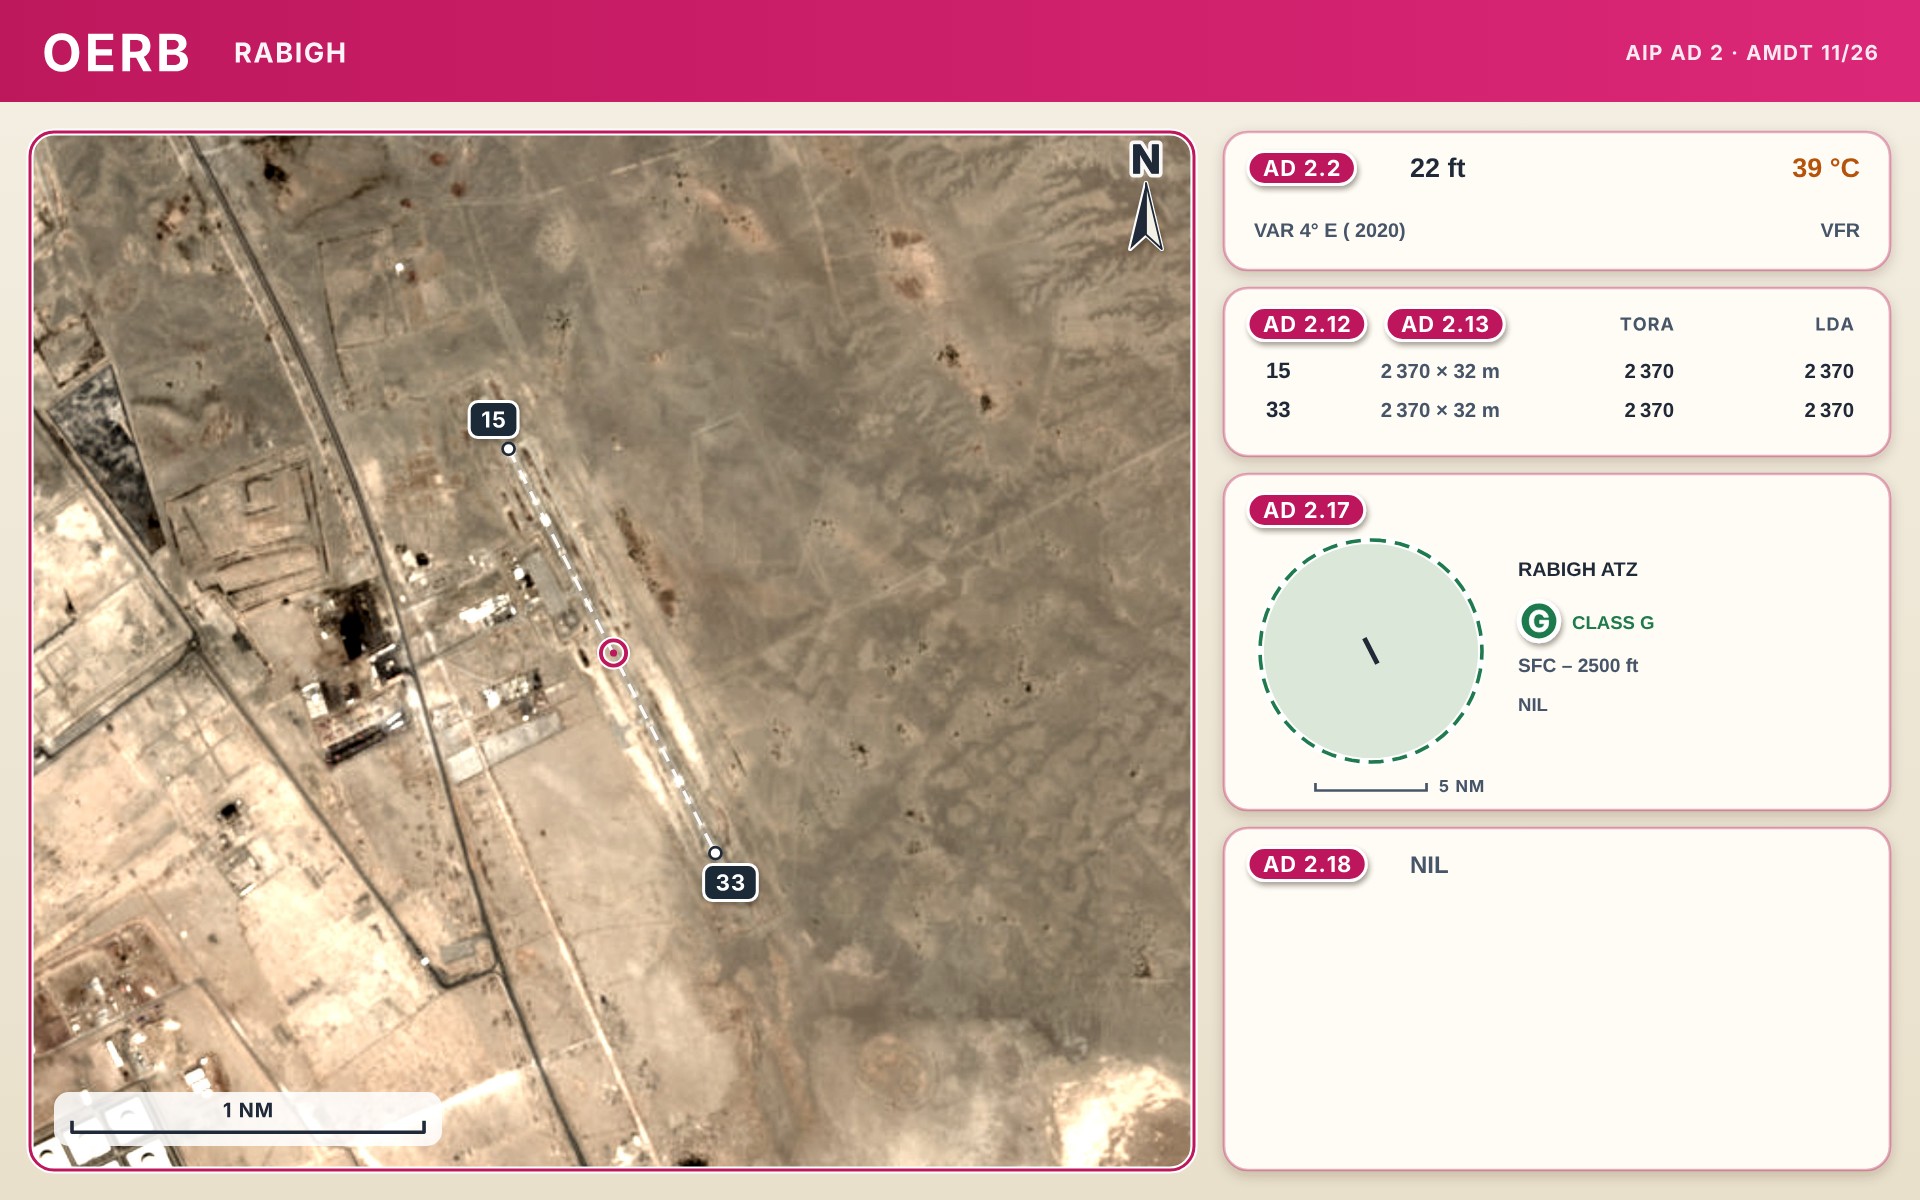 OERB RABIGH AIP AD 2 · AMDT 11/26
N
15
33
1 NM
AD 2.2 22 ft 39 °C
VAR 4° E ( 2020) VFR
AD 2.12 AD 2.13 TORA LDA
15 2 370 × 32 m 2 370 2 370
33 2 370 × 32 m 2 370 2 370
AD 2.17
RABIGH ATZ
G CLASS G
SFC – 2500 ft
NIL
5 NM
AD 2.18 NIL